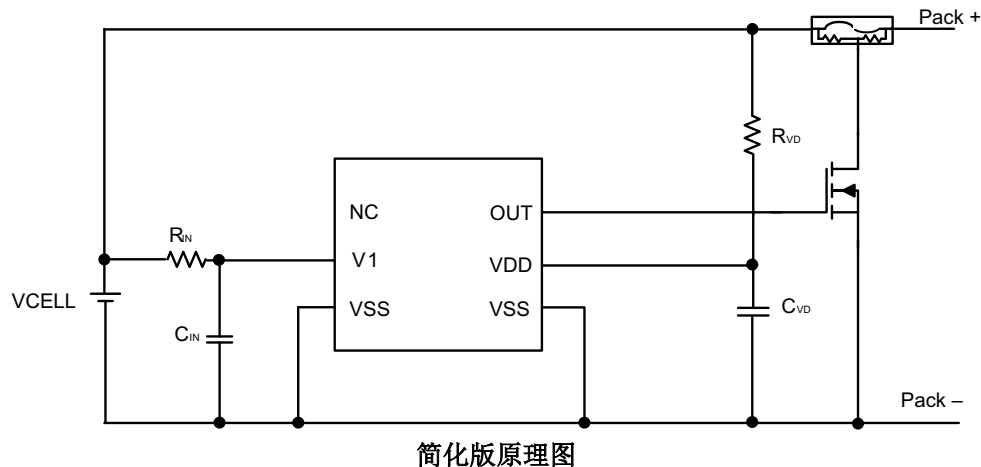 Pack +
RVD
NC
OUT
RIN
V1
VDD
VCELL
VSS
VSS
CIN
CVD
Pack –
简化版原理图